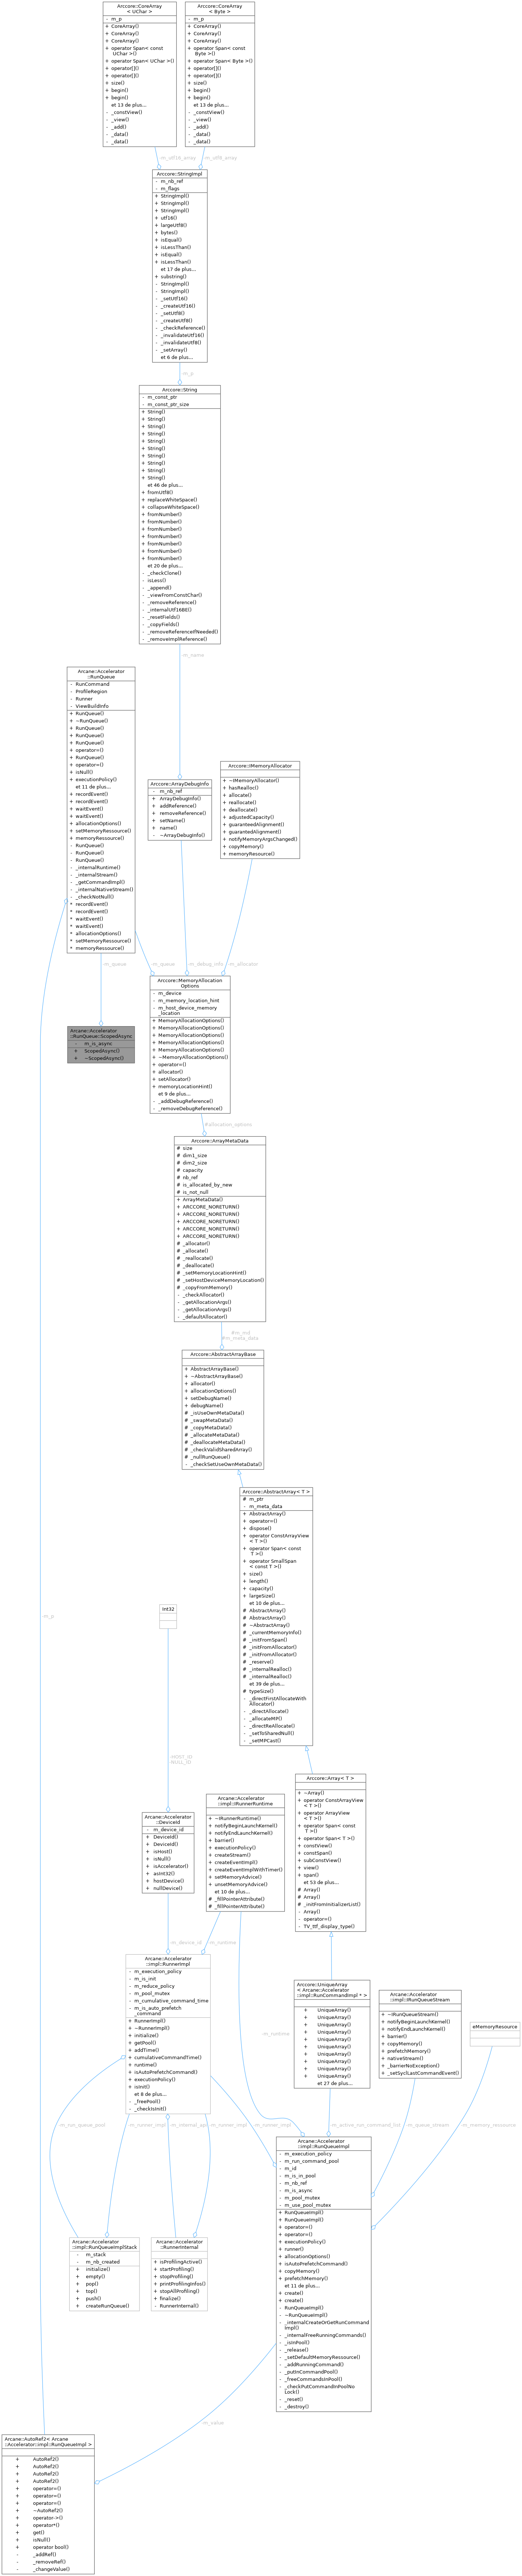 Arccore::CoreArray
< UChar >
- m_p
+ CoreArray()
+ CoreArray()
+ CoreArray()
+ operator Span< const
UChar >()
+ operator Span< UChar >()
+ operator[]()
+ operator[]()
+ size()
+ begin()
+ begin()
et 13 de plus...
- _constView()
- _view()
- _add()
- _data()
- _data()
Arccore::CoreArray
< Byte >
- m_p
+ CoreArray()
+ CoreArray()
+ CoreArray()
+ operator Span< const
Byte >()
+ operator Span< Byte >()
+ operator[]()
+ operator[]()
+ size()
+ begin()
+ begin()
et 13 de plus...
- _constView()
- _view()
- _add()
- _data()
- _data()
-m_utf16_array
-m_utf8_array
Arccore::StringImpl
- m_nb_ref
- m_flags
+ StringImpl()
+ StringImpl()
+ StringImpl()
+ utf16()
+ largeUtf8()
+ bytes()
+ isEqual()
+ isLessThan()
+ isEqual()
+ isLessThan()
et 17 de plus...
+ substring()
- StringImpl()
- StringImpl()
- _setUtf16()
- _createUtf16()
- _setUtf8()
- _createUtf8()
- _checkReference()
- _invalidateUtf16()
- _invalidateUtf8()
- _setArray()
et 6 de plus...
-m_p
Arccore::String
- m_const_ptr
- m_const_ptr_size
+ String()
+ String()
+ String()
+ String()
+ String()
+ String()
+ String()
+ String()
+ String()
+ String()
et 46 de plus...
+ fromUtf8()
+ replaceWhiteSpace()
+ collapseWhiteSpace()
+ fromNumber()
+ fromNumber()
+ fromNumber()
+ fromNumber()
+ fromNumber()
+ fromNumber()
+ fromNumber()
et 20 de plus...
- _checkClone()
- isLess()
- _append()
- _viewFromConstChar()
- _removeReference()
- _internalUtf16BE()
- _resetFields()
- _copyFields()
- _removeReferenceIfNeeded()
- _removeImplReference()
-m_name
Arcane::Accelerator
::RunQueue
- RunCommand
- ProfileRegion
- Runner
- ViewBuildInfo
+ RunQueue()
+ ~RunQueue()
+ RunQueue()
+ RunQueue()
+ RunQueue()
+ operator=()
+ RunQueue()
+ operator=()
+ isNull()
+ executionPolicy()
et 11 de plus...
+ recordEvent()
+ recordEvent()
+ waitEvent()
+ waitEvent()
+ allocationOptions()
+ setMemoryRessource()
+ memoryRessource()
- RunQueue()
- RunQueue()
- RunQueue()
- _internalRuntime()
- _internalStream()
- _getCommandImpl()
- _internalNativeStream()
- _checkNotNull()
* recordEvent()
* recordEvent()
* waitEvent()
* waitEvent()
* allocationOptions()
* setMemoryRessource()
* memoryRessource()
Arccore::ArrayDebugInfo
- m_nb_ref
+ ArrayDebugInfo()
+ addReference()
+ removeReference()
+ setName()
+ name()
- ~ArrayDebugInfo()
Arccore::IMemoryAllocator
+ ~IMemoryAllocator()
+ hasRealloc()
+ allocate()
+ reallocate()
+ deallocate()
+ adjustedCapacity()
+ guaranteedAlignment()
+ guarantedAlignment()
+ notifyMemoryArgsChanged()
+ copyMemory()
+ memoryResource()
-m_queue
-m_queue
-m_debug_info
-m_allocator
Arcane::Accelerator
::RunQueue::ScopedAsync
- m_is_async
+ ScopedAsync()
+ ~ScopedAsync()
Arccore::MemoryAllocation
Options
- m_device
- m_memory_location_hint
- m_host_device_memory
_location
+ MemoryAllocationOptions()
+ MemoryAllocationOptions()
+ MemoryAllocationOptions()
+ MemoryAllocationOptions()
+ MemoryAllocationOptions()
+ ~MemoryAllocationOptions()
+ operator=()
+ allocator()
+ setAllocator()
+ memoryLocationHint()
et 9 de plus...
- _addDebugReference()
- _removeDebugReference()
#allocation_options
Arccore::ArrayMetaData
# size
# dim1_size
# dim2_size
# capacity
# nb_ref
# is_allocated_by_new
# is_not_null
+ ArrayMetaData()
+ ARCCORE_NORETURN()
+ ARCCORE_NORETURN()
+ ARCCORE_NORETURN()
+ ARCCORE_NORETURN()
+ ARCCORE_NORETURN()
# _allocator()
# _allocate()
# _reallocate()
# _deallocate()
# _setMemoryLocationHint()
# _setHostDeviceMemoryLocation()
# _copyFromMemory()
- _checkAllocator()
- _getAllocationArgs()
- _getAllocationArgs()
- _defaultAllocator()
#m_md
#m_meta_data
Arccore::AbstractArrayBase
+ AbstractArrayBase()
+ ~AbstractArrayBase()
+ allocator()
+ allocationOptions()
+ setDebugName()
+ debugName()
# _isUseOwnMetaData()
# _swapMetaData()
# _copyMetaData()
# _allocateMetaData()
# _deallocateMetaData()
# _checkValidSharedArray()
# _nullRunQueue()
- _checkSetUseOwnMetaData()
Arccore::AbstractArray< T >
# m_ptr
- m_meta_data
+ AbstractArray()
+ operator=()
+ dispose()
+ operator ConstArrayView
< T >()
+ operator Span< const
T >()
+ operator SmallSpan
< const T >()
+ size()
+ length()
+ capacity()
+ largeSize()
et 10 de plus...
# AbstractArray()
# AbstractArray()
# ~AbstractArray()
# _currentMemoryInfo()
# _initFromSpan()
# _initFromAllocator()
# _initFromAllocator()
# _reserve()
# _internalRealloc()
# _internalRealloc()
et 39 de plus...
# typeSize()
- _directFirstAllocateWith
Allocator()
- _directAllocate()
- _allocateMP()
- _directReAllocate()
- _setToSharedNull()
- _setMPCast()
-m_p
Int32
-HOST_ID
-NULL_ID
Arcane::Accelerator
::DeviceId
- m_device_id
+ DeviceId()
+ DeviceId()
+ isHost()
+ isNull()
+ isAccelerator()
+ asInt32()
+ hostDevice()
+ nullDevice()
Arcane::Accelerator
::impl::IRunnerRuntime
+ ~IRunnerRuntime()
+ notifyBeginLaunchKernel()
+ notifyEndLaunchKernel()
+ barrier()
+ executionPolicy()
+ createStream()
+ createEventImpl()
+ createEventImplWithTimer()
+ setMemoryAdvice()
+ unsetMemoryAdvice()
et 10 de plus...
# _fillPointerAttribute()
# _fillPointerAttribute()
Arccore::Array< T >
+ ~Array()
+ operator ConstArrayView
< T >()
+ operator ArrayView
< T >()
+ operator Span< const
T >()
+ operator Span< T >()
+ constView()
+ constSpan()
+ subConstView()
+ view()
+ span()
et 53 de plus...
# Array()
# Array()
# _initFromInitializerList()
- Array()
- operator=()
- TV_ttf_display_type()
-m_device_id
-m_runtime
-m_runtime
Arcane::Accelerator
::impl::RunnerImpl
- m_execution_policy
- m_is_init
- m_reduce_policy
- m_pool_mutex
- m_cumulative_command_time
- m_is_auto_prefetch
_command
+ RunnerImpl()
+ ~RunnerImpl()
+ initialize()
+ getPool()
+ addTime()
+ cumulativeCommandTime()
+ runtime()
+ isAutoPrefetchCommand()
+ executionPolicy()
+ isInit()
et 8 de plus...
- _freePool()
- _checkIsInit()
Arccore::UniqueArray
< Arcane::Accelerator
::impl::RunCommandImpl * >
+ UniqueArray()
+ UniqueArray()
+ UniqueArray()
+ UniqueArray()
+ UniqueArray()
+ UniqueArray()
+ UniqueArray()
+ UniqueArray()
+ UniqueArray()
+ UniqueArray()
et 27 de plus...
Arcane::Accelerator
::impl::IRunQueueStream
+ ~IRunQueueStream()
+ notifyBeginLaunchKernel()
+ notifyEndLaunchKernel()
+ barrier()
+ copyMemory()
+ prefetchMemory()
+ nativeStream()
+ _barrierNoException()
+ _setSyclLastCommandEvent()
eMemoryResource
-m_run_queue_pool
-m_runner_impl
-m_internal_api
-m_runner_impl
-m_runner_impl
-m_active_run_command_list
-m_queue_stream
-m_memory_ressource
Arcane::Accelerator
::impl::RunQueueImplStack
- m_stack
- m_nb_created
+ initialize()
+ empty()
+ pop()
+ top()
+ push()
+ createRunQueue()
Arcane::Accelerator
::RunnerInternal
+ isProfilingActive()
+ startProfiling()
+ stopProfiling()
+ printProfilingInfos()
+ stopAllProfiling()
+ finalize()
- RunnerInternal()
Arcane::Accelerator
::impl::RunQueueImpl
- m_execution_policy
- m_run_command_pool
- m_id
- m_is_in_pool
- m_nb_ref
- m_is_async
- m_pool_mutex
- m_use_pool_mutex
+ RunQueueImpl()
+ RunQueueImpl()
+ operator=()
+ operator=()
+ executionPolicy()
+ runner()
+ allocationOptions()
+ isAutoPrefetchCommand()
+ copyMemory()
+ prefetchMemory()
et 11 de plus...
+ create()
+ create()
- RunQueueImpl()
- ~RunQueueImpl()
- _internalCreateOrGetRunCommand
Impl()
- _internalFreeRunningCommands()
- _isInPool()
- _release()
- _setDefaultMemoryRessource()
- _addRunningCommand()
- _putInCommandPool()
- _freeCommandsInPool()
- _checkPutCommandInPoolNo
Lock()
- _reset()
- _destroy()
-m_value
Arcane::AutoRef2< Arcane
::Accelerator::impl::RunQueueImpl >
+ AutoRef2()
+ AutoRef2()
+ AutoRef2()
+ AutoRef2()
+ operator=()
+ operator=()
+ operator=()
+ ~AutoRef2()
+ operator->()
+ operator*()
+ get()
+ isNull()
+ operator bool()
- _addRef()
- _removeRef()
- _changeValue()